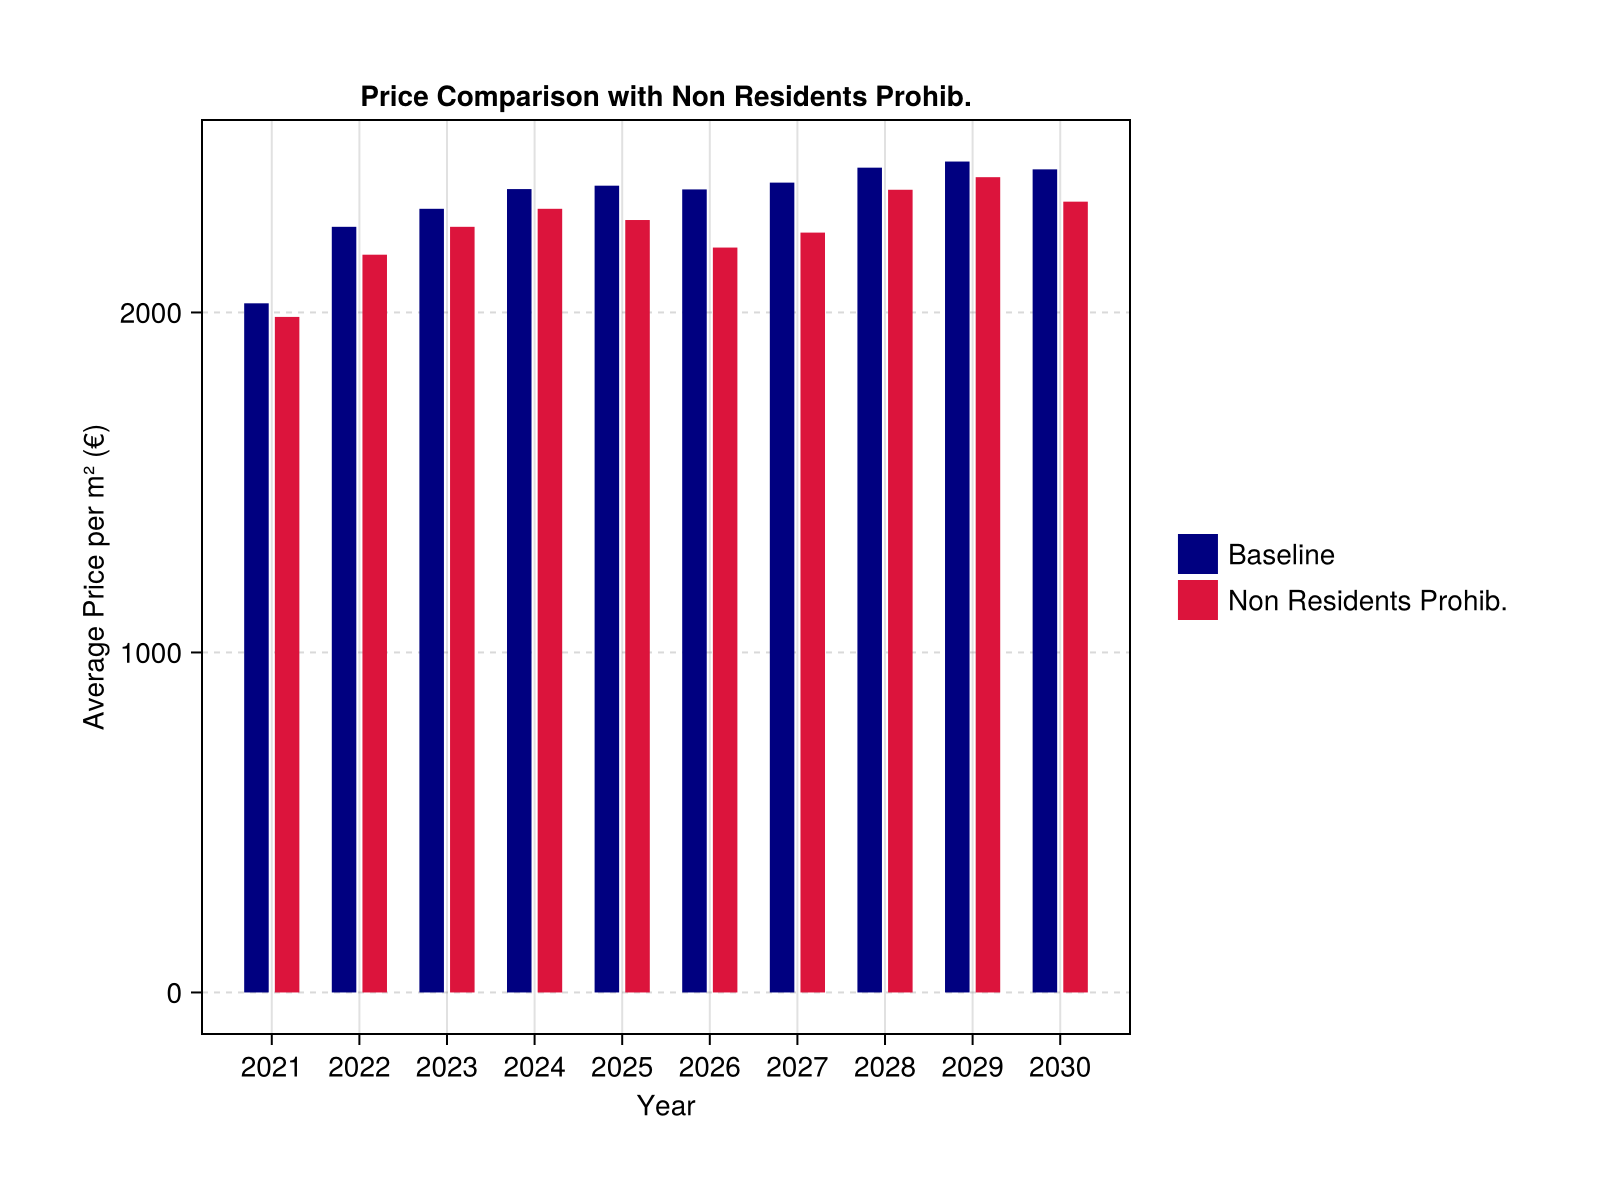 Price Comparison with Non Residents Prohib.
Average Price per m² (€)
2000
1000
0
2021 2022 2023 2024 2025 2026 2027 2028 2029 2030
Year
Baseline
Non Residents Prohib.